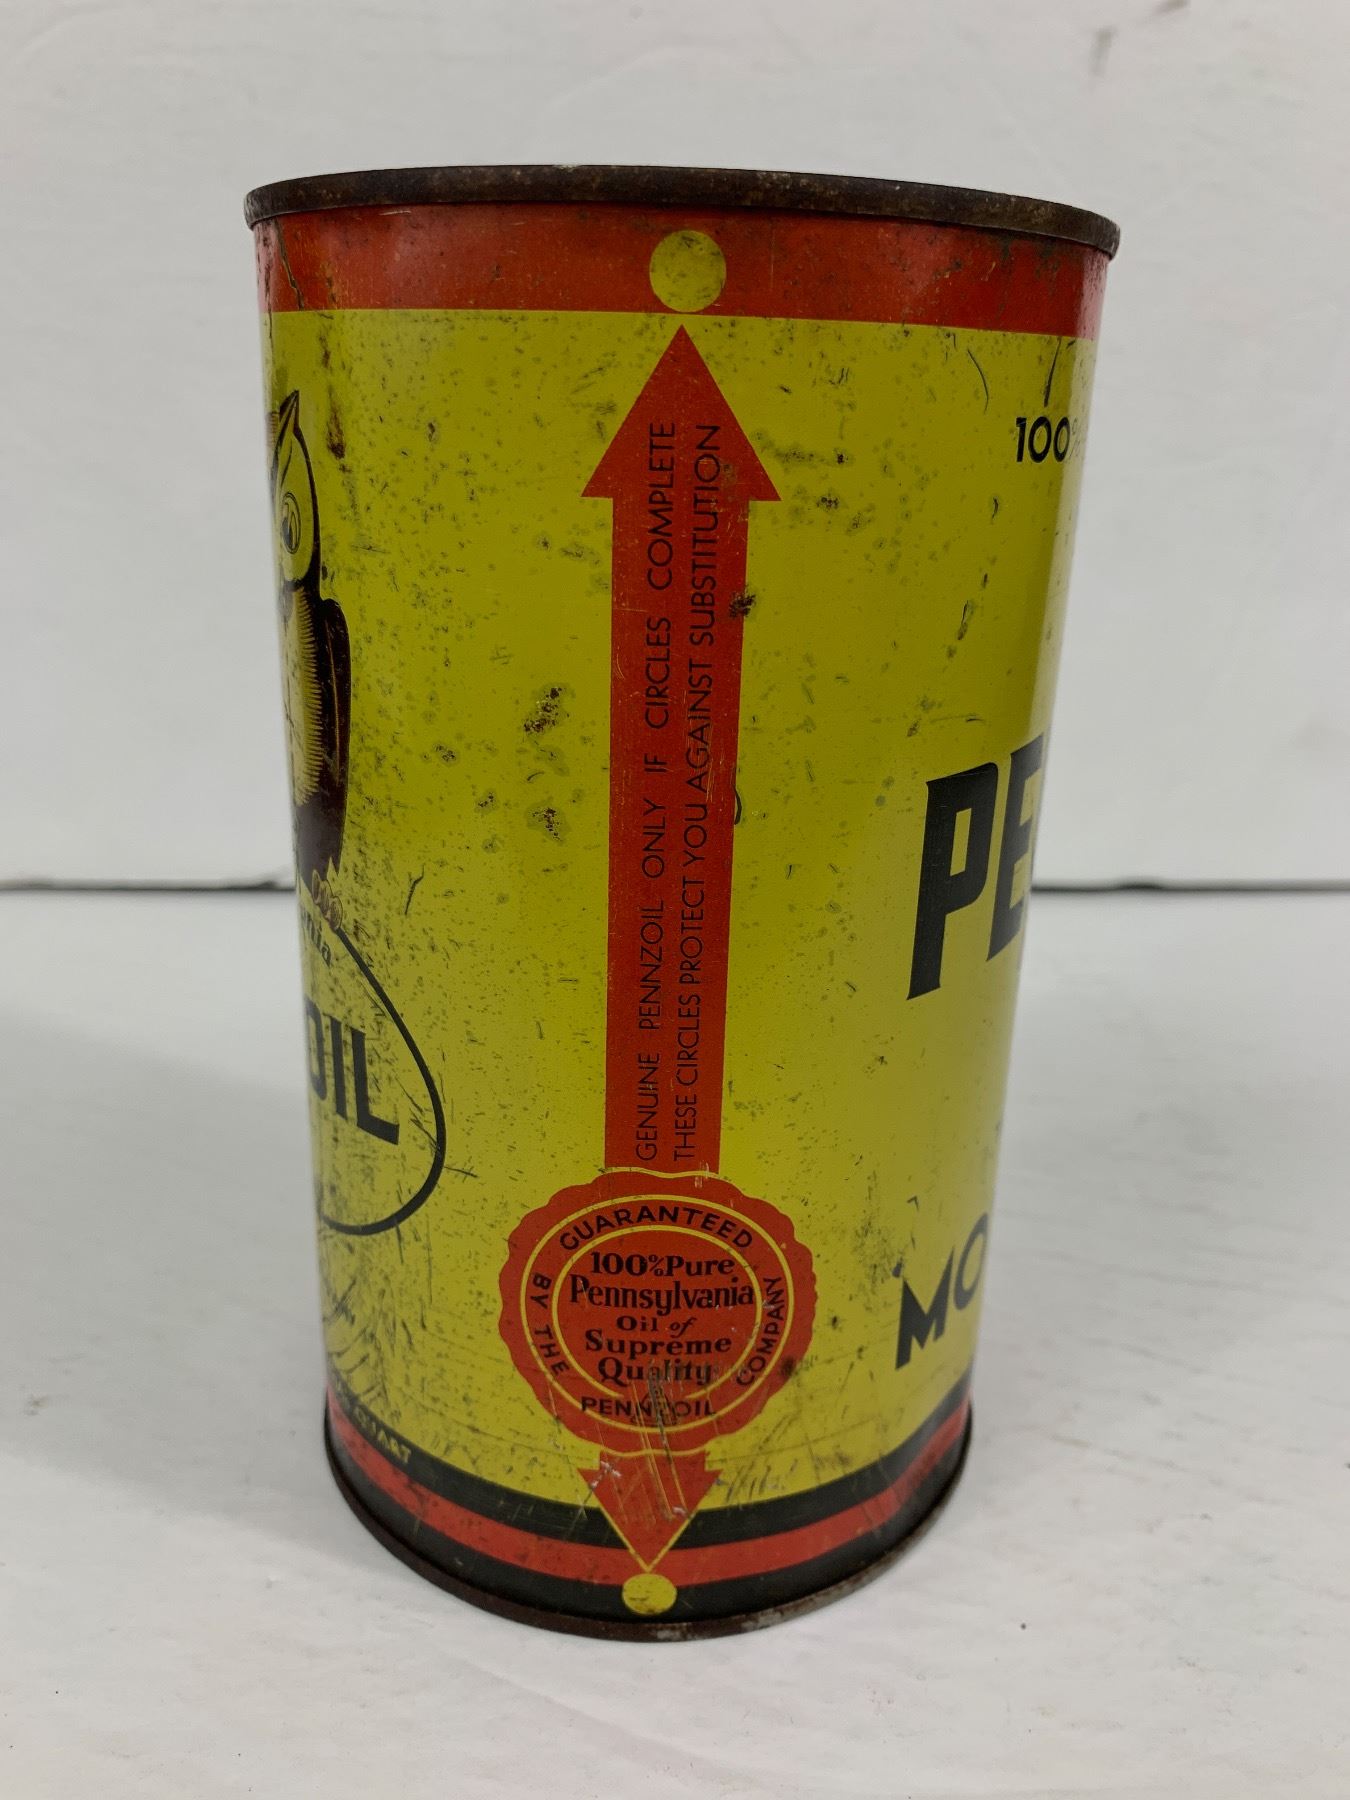 100%
GENUINE PENNZOIL ONLY IF CIRCLES COMPLETE
THESE CIRCLES PROTECT YOU AGAINST SUBSTITUTION
PE
OIL
MO
GUARANTEED
BY THE
100% Pure
Pennsylvania
Oil of
Supreme
Quality
COMPANY
PENNZOIL